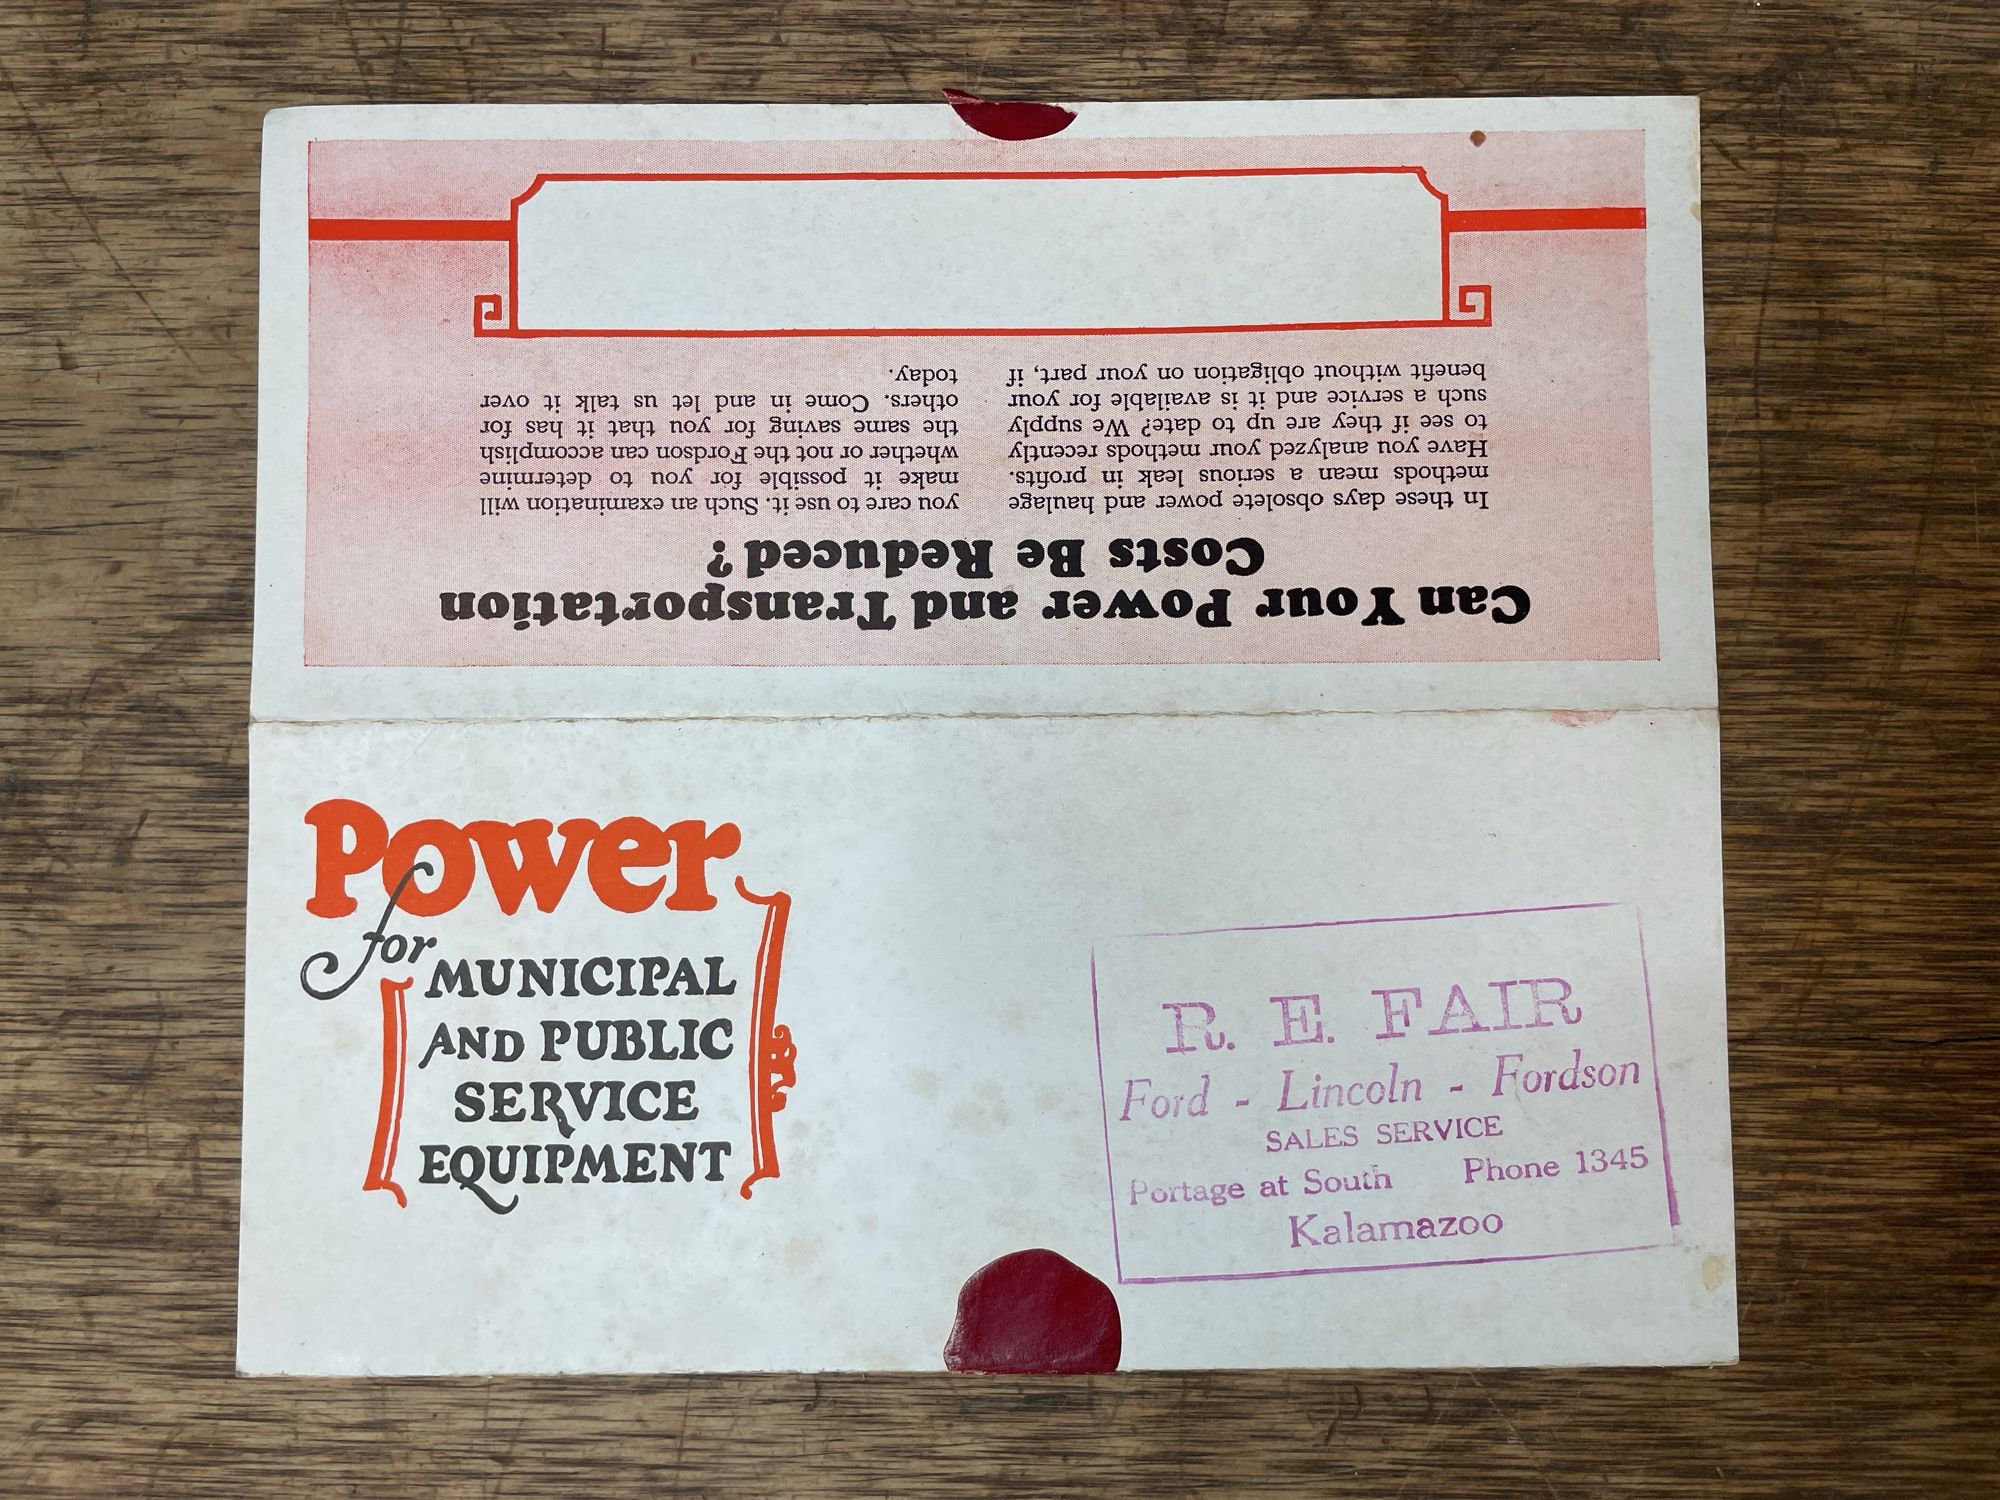 Can Your Power and Transportation
Costs Be Reduced?
In these days obsolete power and haulage
methods mean a serious leak in profits.
Have you analyzed your methods recently
to see if they are up to date? We supply
such a service and it is available for your
benefit without obligation on your part, if
you care to use it. Such an examination will
make it possible for you to determine
whether or not the Fordson can accomplish
the same saving for you that it has for
others. Come in and let us talk it over
today.
Power
for
MUNICIPAL
AND PUBLIC
SERVICE
EQUIPMENT
R. E. FAIR
Ford - Lincoln - Fordson
SALES SERVICE
Portage at South Phone 1345
Kalamazoo